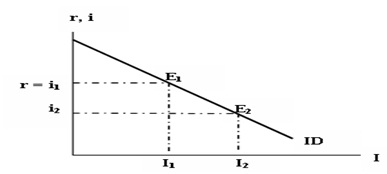 r, i
E₁
r = i₁
E₂
i₂
ID
I₁ I₂ I